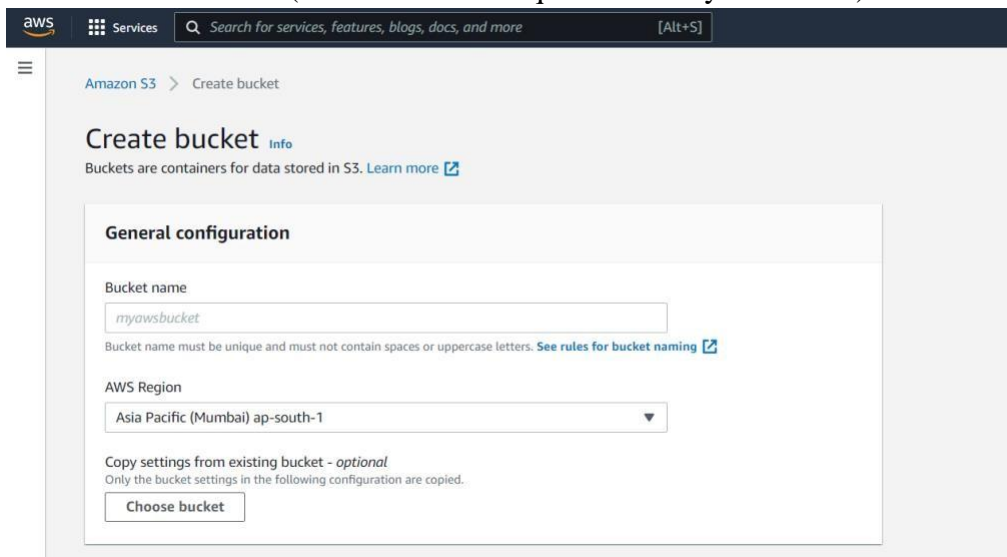 aws
Services
Search for services, features, blogs, docs, and more
[Alt+S]
Amazon S3 > Create bucket
Create bucket Info
Buckets are containers for data stored in S3. Learn more
General configuration
Bucket name
myawsbucket
Bucket name must be unique and must not contain spaces or uppercase letters. See rules for bucket naming
AWS Region
Asia Pacific (Mumbai) ap-south-1
Copy settings from existing bucket - optional
Only the bucket settings in the following configuration are copied.
Choose bucket